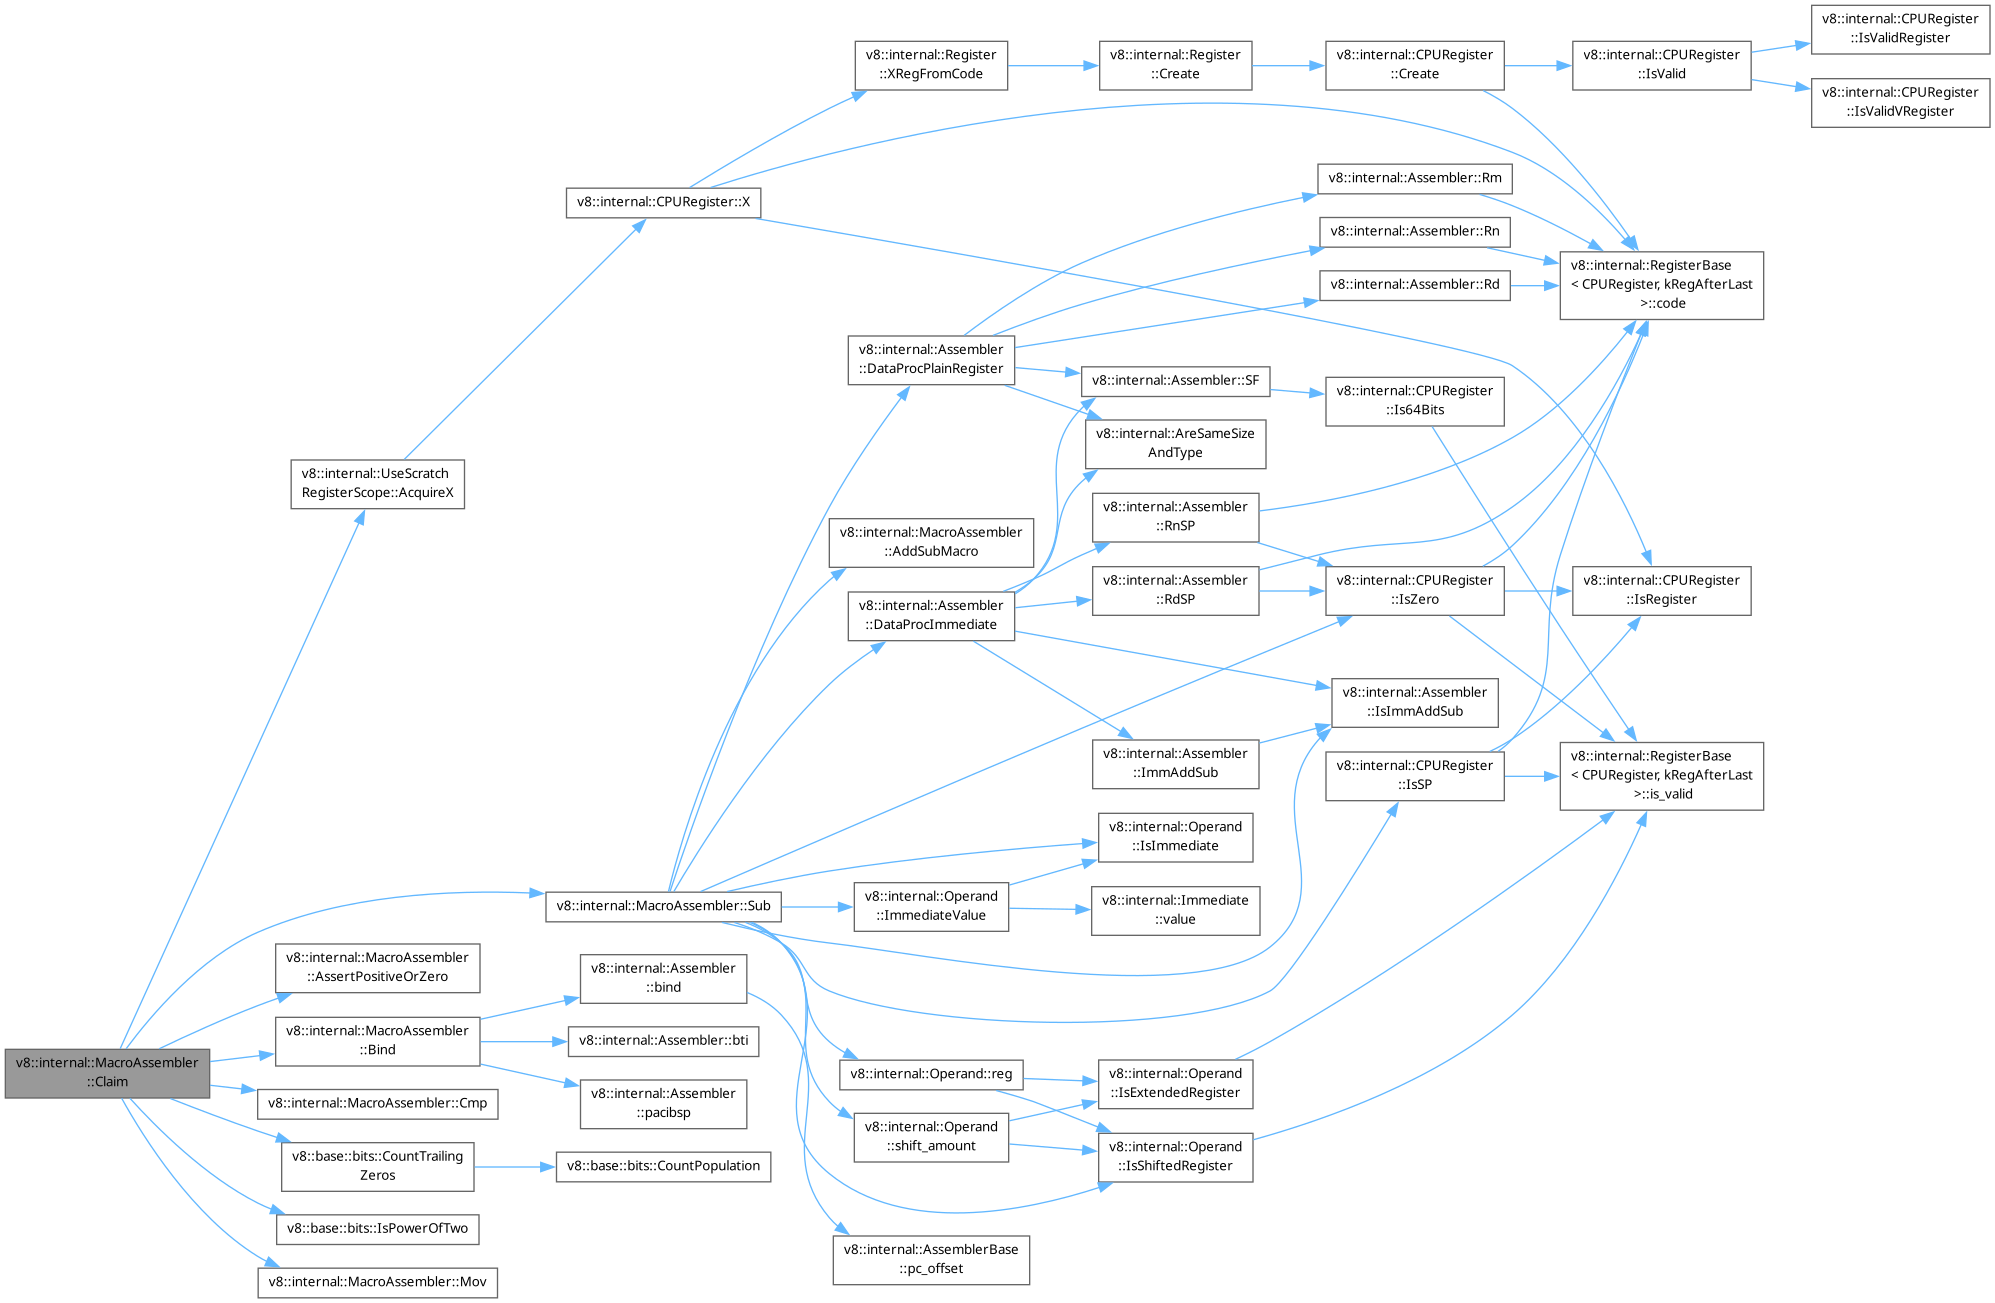 v8::internal::MacroAssembler
::Claim
v8::internal::UseScratch
RegisterScope::AcquireX
v8::internal::MacroAssembler
::AssertPositiveOrZero
v8::internal::MacroAssembler
::Bind
v8::internal::MacroAssembler::Cmp
v8::base::bits::CountTrailing
Zeros
v8::base::bits::IsPowerOfTwo
v8::internal::MacroAssembler::Mov
v8::internal::CPURegister::X
v8::internal::MacroAssembler::Sub
v8::internal::Assembler
::bind
v8::internal::Assembler::bti
v8::internal::Assembler
::pacibsp
v8::base::bits::CountPopulation
v8::internal::Register
::XRegFromCode
v8::internal::Assembler
::DataProcPlainRegister
v8::internal::MacroAssembler
::AddSubMacro
v8::internal::Assembler
::DataProcImmediate
v8::internal::Operand
::ImmediateValue
v8::internal::Operand::reg
v8::internal::Operand
::shift_amount
v8::internal::AssemblerBase
::pc_offset
v8::internal::Register
::Create
v8::internal::Assembler::SF
v8::internal::AreSameSize
AndType
v8::internal::Assembler
::RnSP
v8::internal::Assembler
::RdSP
v8::internal::Assembler
::ImmAddSub
v8::internal::Operand
::IsImmediate
v8::internal::Immediate
::value
v8::internal::Operand
::IsExtendedRegister
v8::internal::Operand
::IsShiftedRegister
v8::internal::CPURegister
::Create
v8::internal::Assembler::Rm
v8::internal::Assembler::Rn
v8::internal::Assembler::Rd
v8::internal::CPURegister
::Is64Bits
v8::internal::CPURegister
::IsZero
v8::internal::Assembler
::IsImmAddSub
v8::internal::CPURegister
::IsSP
v8::internal::CPURegister
::IsValid
v8::internal::RegisterBase
< CPURegister, kRegAfterLast
>::code
v8::internal::CPURegister
::IsRegister
v8::internal::RegisterBase
< CPURegister, kRegAfterLast
>::is_valid
v8::internal::CPURegister
::IsValidRegister
v8::internal::CPURegister
::IsValidVRegister